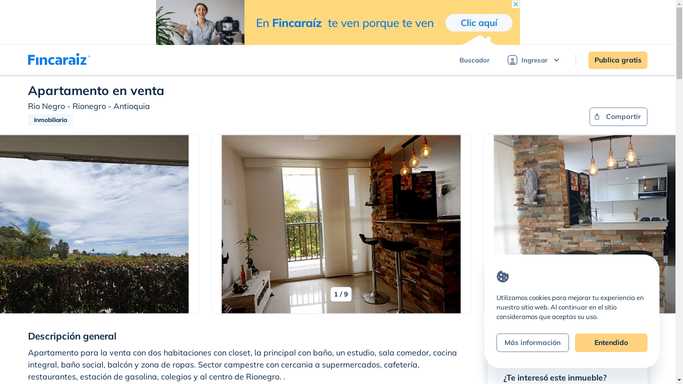 En Fincaraíz te ven porque te ven
Clic aquí
Fincaraiz
Buscador
Ingresar
Publica gratis
Apartamento en venta
Rio Negro - Rionegro - Antioquia
Inmobiliaria
Compartir
1 / 9
Utilizamos cookies para mejorar tu experiencia en
nuestro sitio web. Al continuar en el sitio
consideramos que aceptas su uso.
Más información
Entendido
Descripción general
Apartamento para la venta con dos habitaciones con closet, la principal con baño, un estudio, sala comedor, cocina
integral, baño social, balcón y zona de ropas. Sector campestre con cercania a supermercados, cafetería,
restaurantes, estación de gasolina, colegios y al centro de Rionegro. .
¿Te interesó este inmueble?